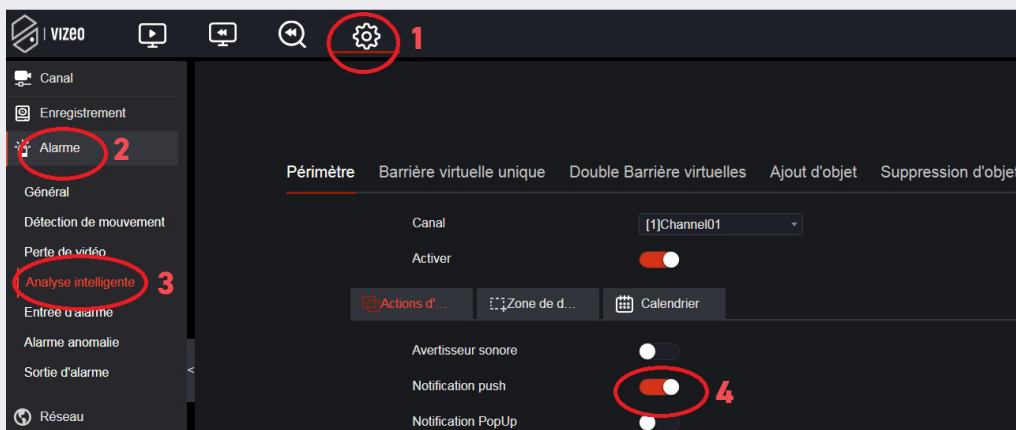 VIZEO
1
Canal
Enregistrement
Alarme
2
Général
Détection de mouvement
Perte de vidéo
Analyse intelligente
3
Entrée d'alarme
Alarme anomalie
Sortie d'alarme
<
Réseau
Périmètre Barrière virtuelle unique Double Barrière virtuelles Ajout d'objet Suppression d'objet
Canal [1]Channel01
Activer
Actions d'... Zone de d... Calendrier
Avertisseur sonore
Notification push
4
Notification PopUp